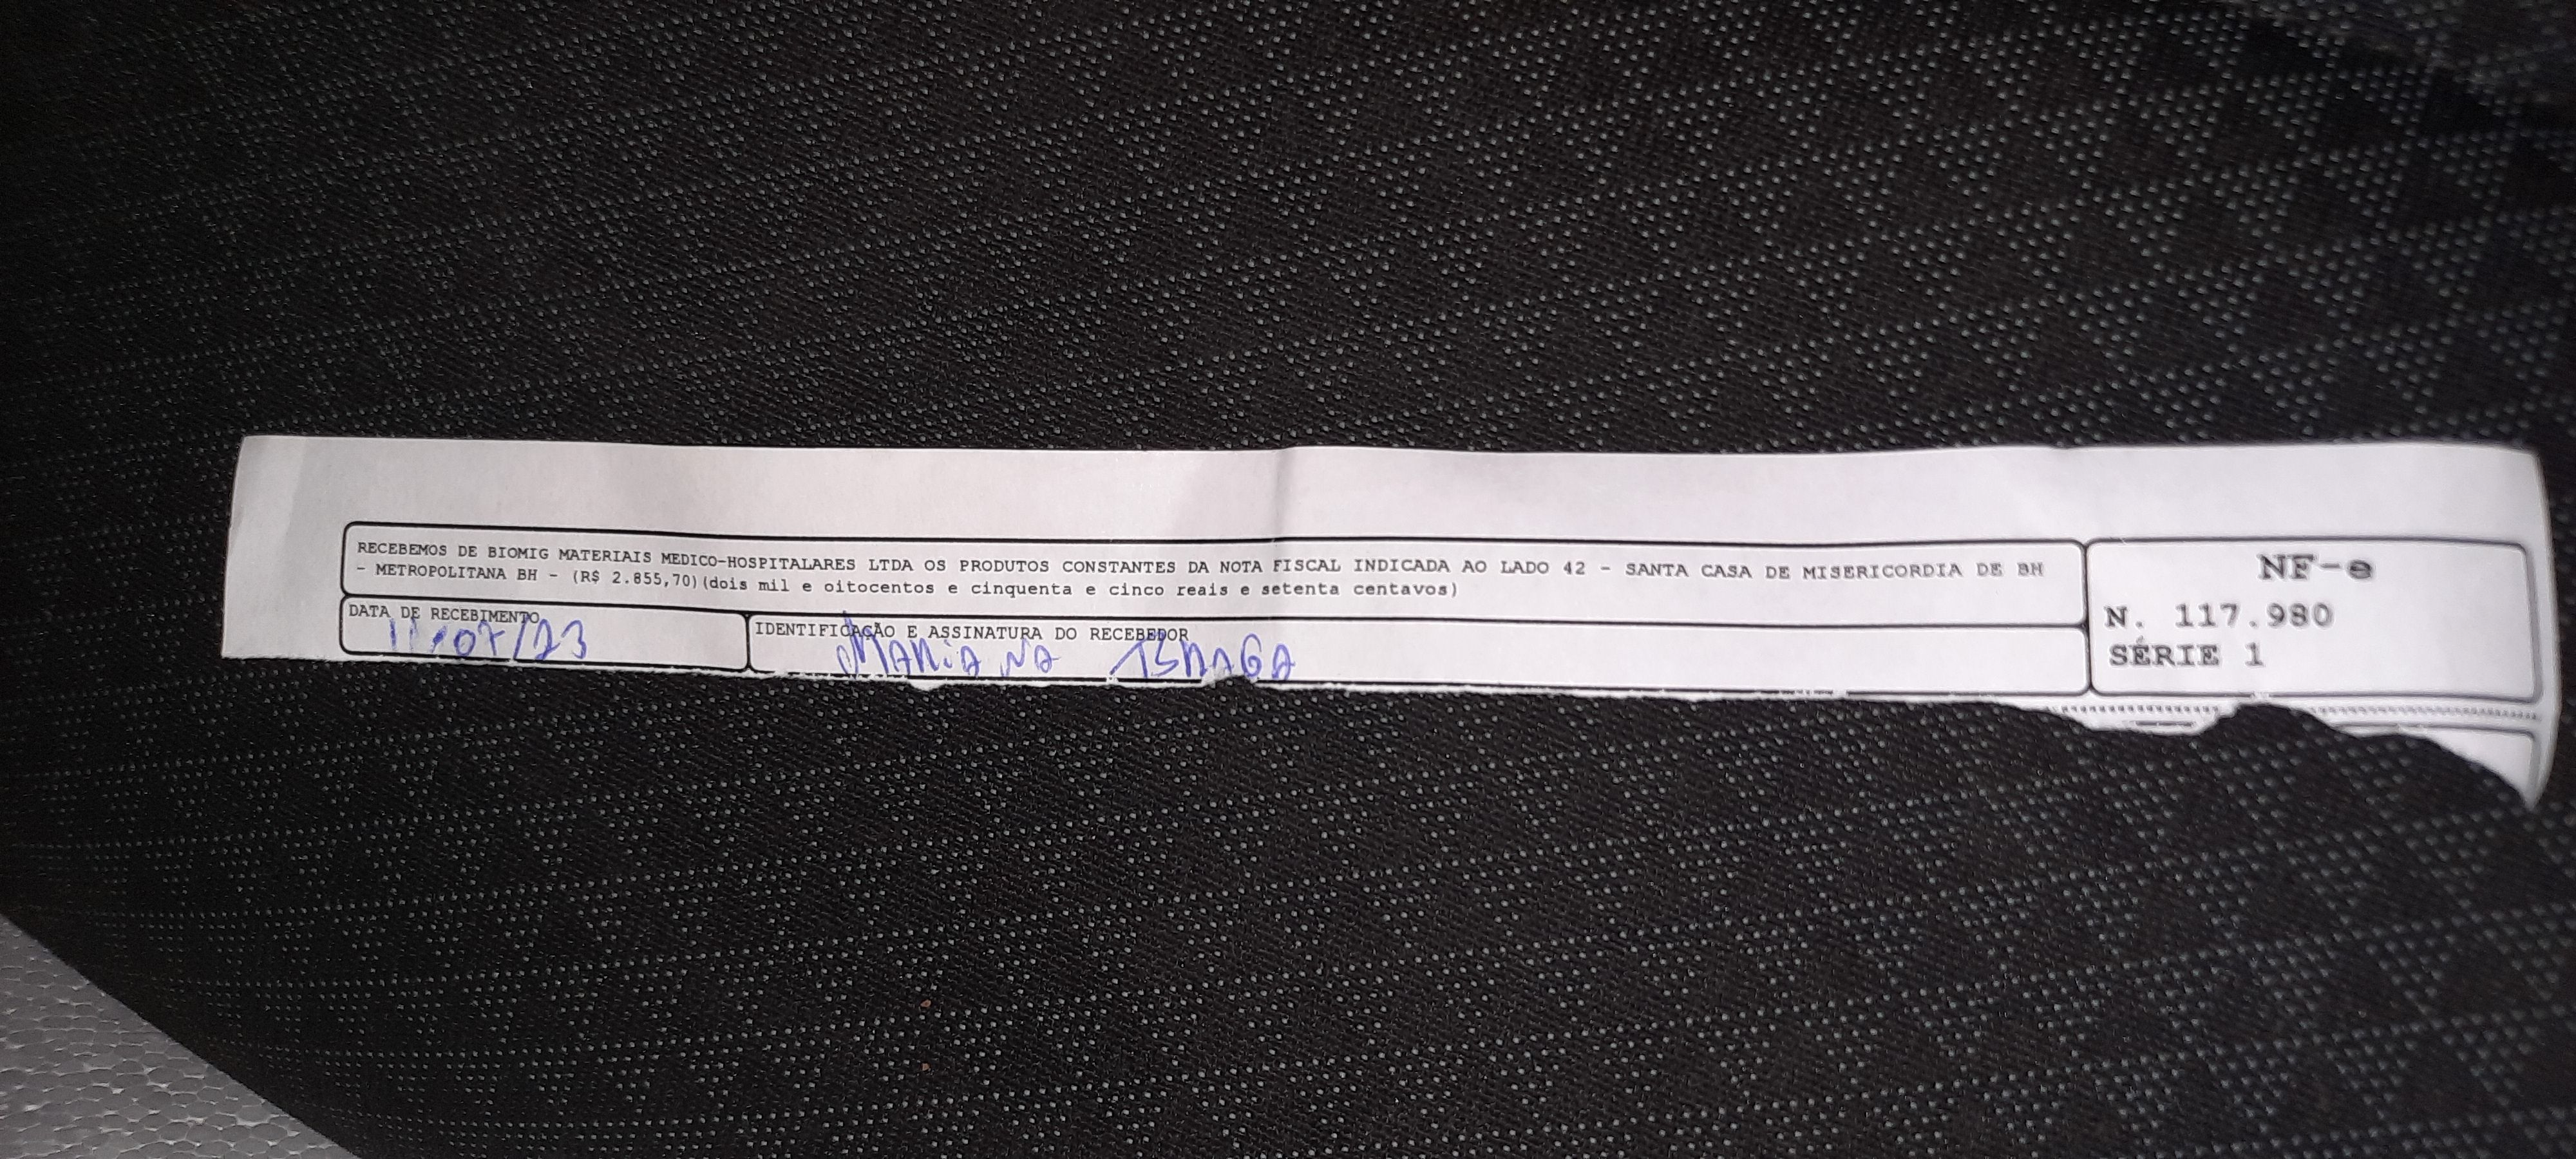 RECEBEMOS DE BIOMIG MATERIAIS MEDICO-HOSPITALARES LTDA OS PRODUTOS CONSTANTES DA NOTA FISCAL INDICADA AO LADO 42 - SANTA CASA DE MISERICORDIA DE BH
- METROPOLITANA BH - (R$ 2.855,70)(dois mil e oitocentos e cinquenta e cinco reais e setenta centavos)
DATA DE RECEBIMENTO
11/07/23
IDENTIFICAÇÃO E ASSINATURA DO RECEBEDOR
NF-e
N. 117.980
SÉRIE 1